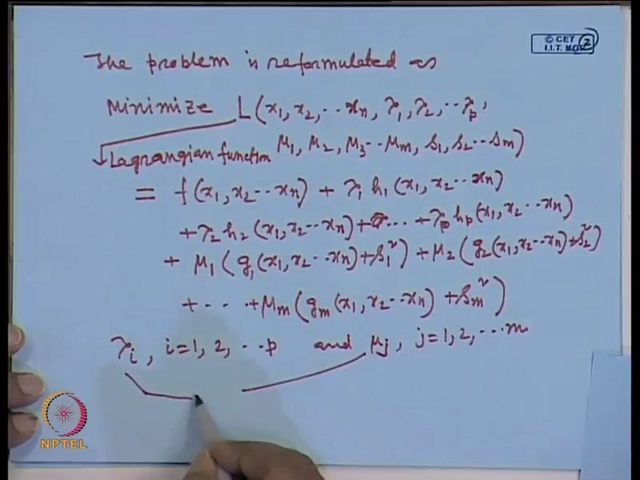 The problem is reformulated as
© CET
I.I.T. KGP
2
Minimize L(x₁, x₂, ⋯ xₙ, λ₁, λ₂, ⋯ λₚ,
Lagrangian function μ₁, μ₂, μ₃ ⋯ μₘ, s₁, s₂ ⋯ sₘ)
= f(x₁, x₂ ⋯ xₙ) + λ₁ h₁(x₁, x₂ ⋯ xₙ)
+ λ₂ h₂(x₁, x₂ ⋯ xₙ) + ⋯ + λₚ hₚ(x₁, x₂ ⋯ xₙ)
+ μ₁(g₁(x₁, x₂ ⋯ xₙ) + s₁²) + μ₂(g₂(x₁, x₂ ⋯ xₙ) + s₂²)
+ ⋯ + μₘ(gₘ(x₁, x₂ ⋯ xₙ) + sₘ²)
λᵢ, i = 1, 2, ⋯ p and μⱼ, j = 1, 2, ⋯ m
NPTEL